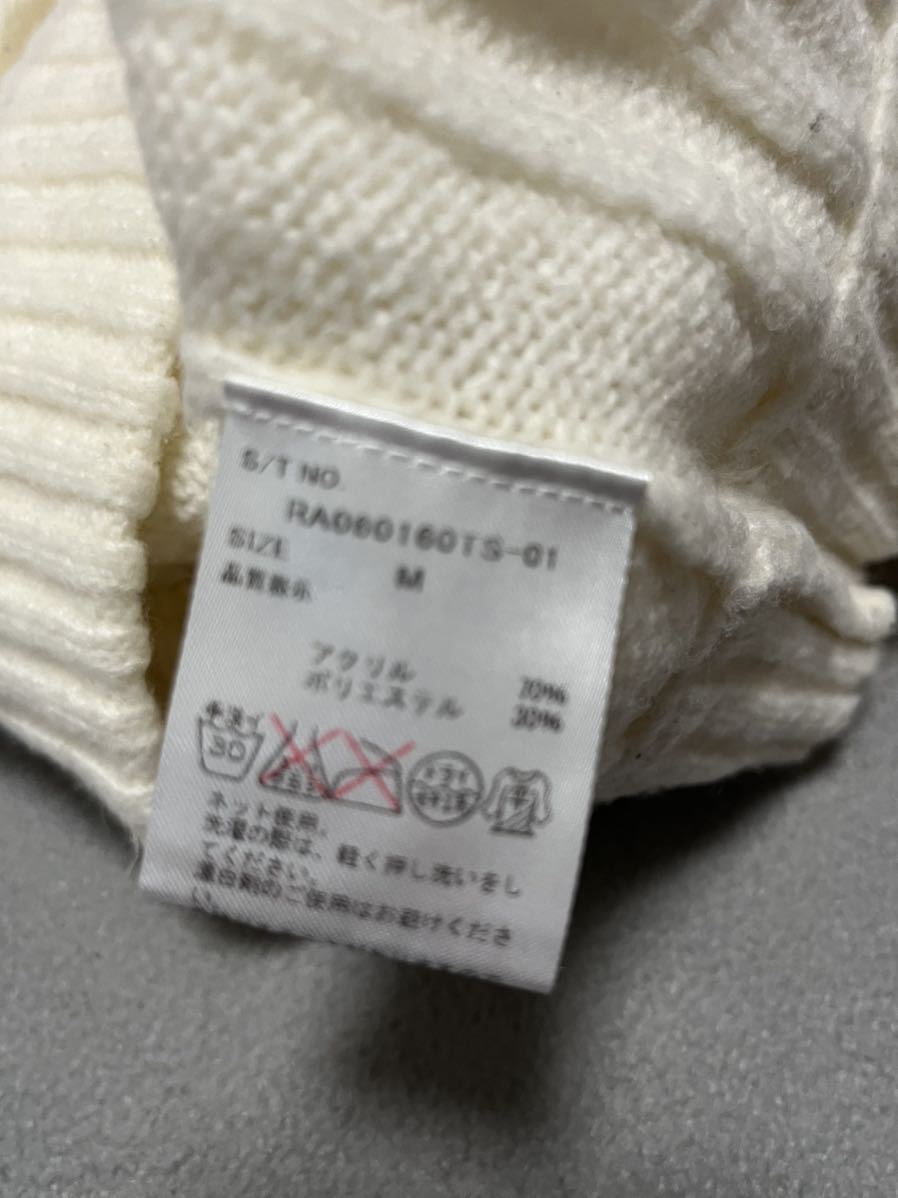 S/T NO.
RA060160TS-01
SIZE
M
品質表示
アクリル 70%
ポリエステル 30%
手洗イ
30
ネット使用。
洗濯の際は、軽く押し洗いをし
てください。
漂白剤のご使用はお避けくださ
い。